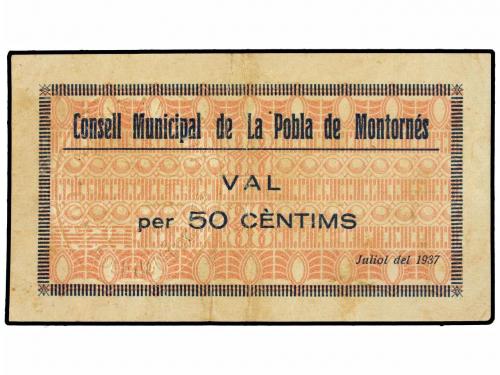 Consell Municipal de La Pobla de Montornés
VAL
per 50 CÈNTIMS
Juliol del 1937